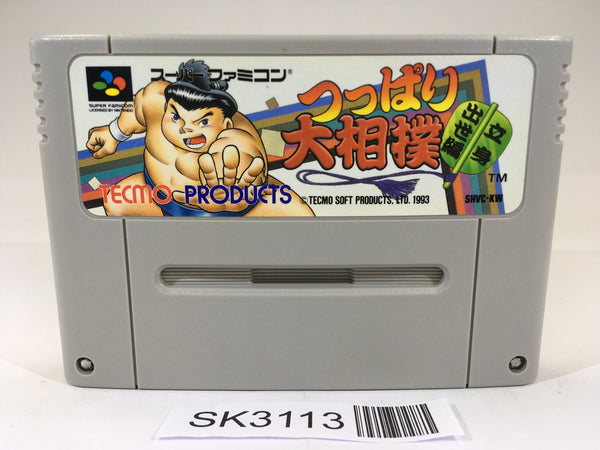 スーパーファミコン®
SUPER FAMICOM
LICENSED BY NINTENDO
つっぱり
大相撲
立身
出世編
TECMO PRODUCTS
© TECMO SOFT PRODUCTS, LTD. 1993
TM
SHVC-KW
SK3113